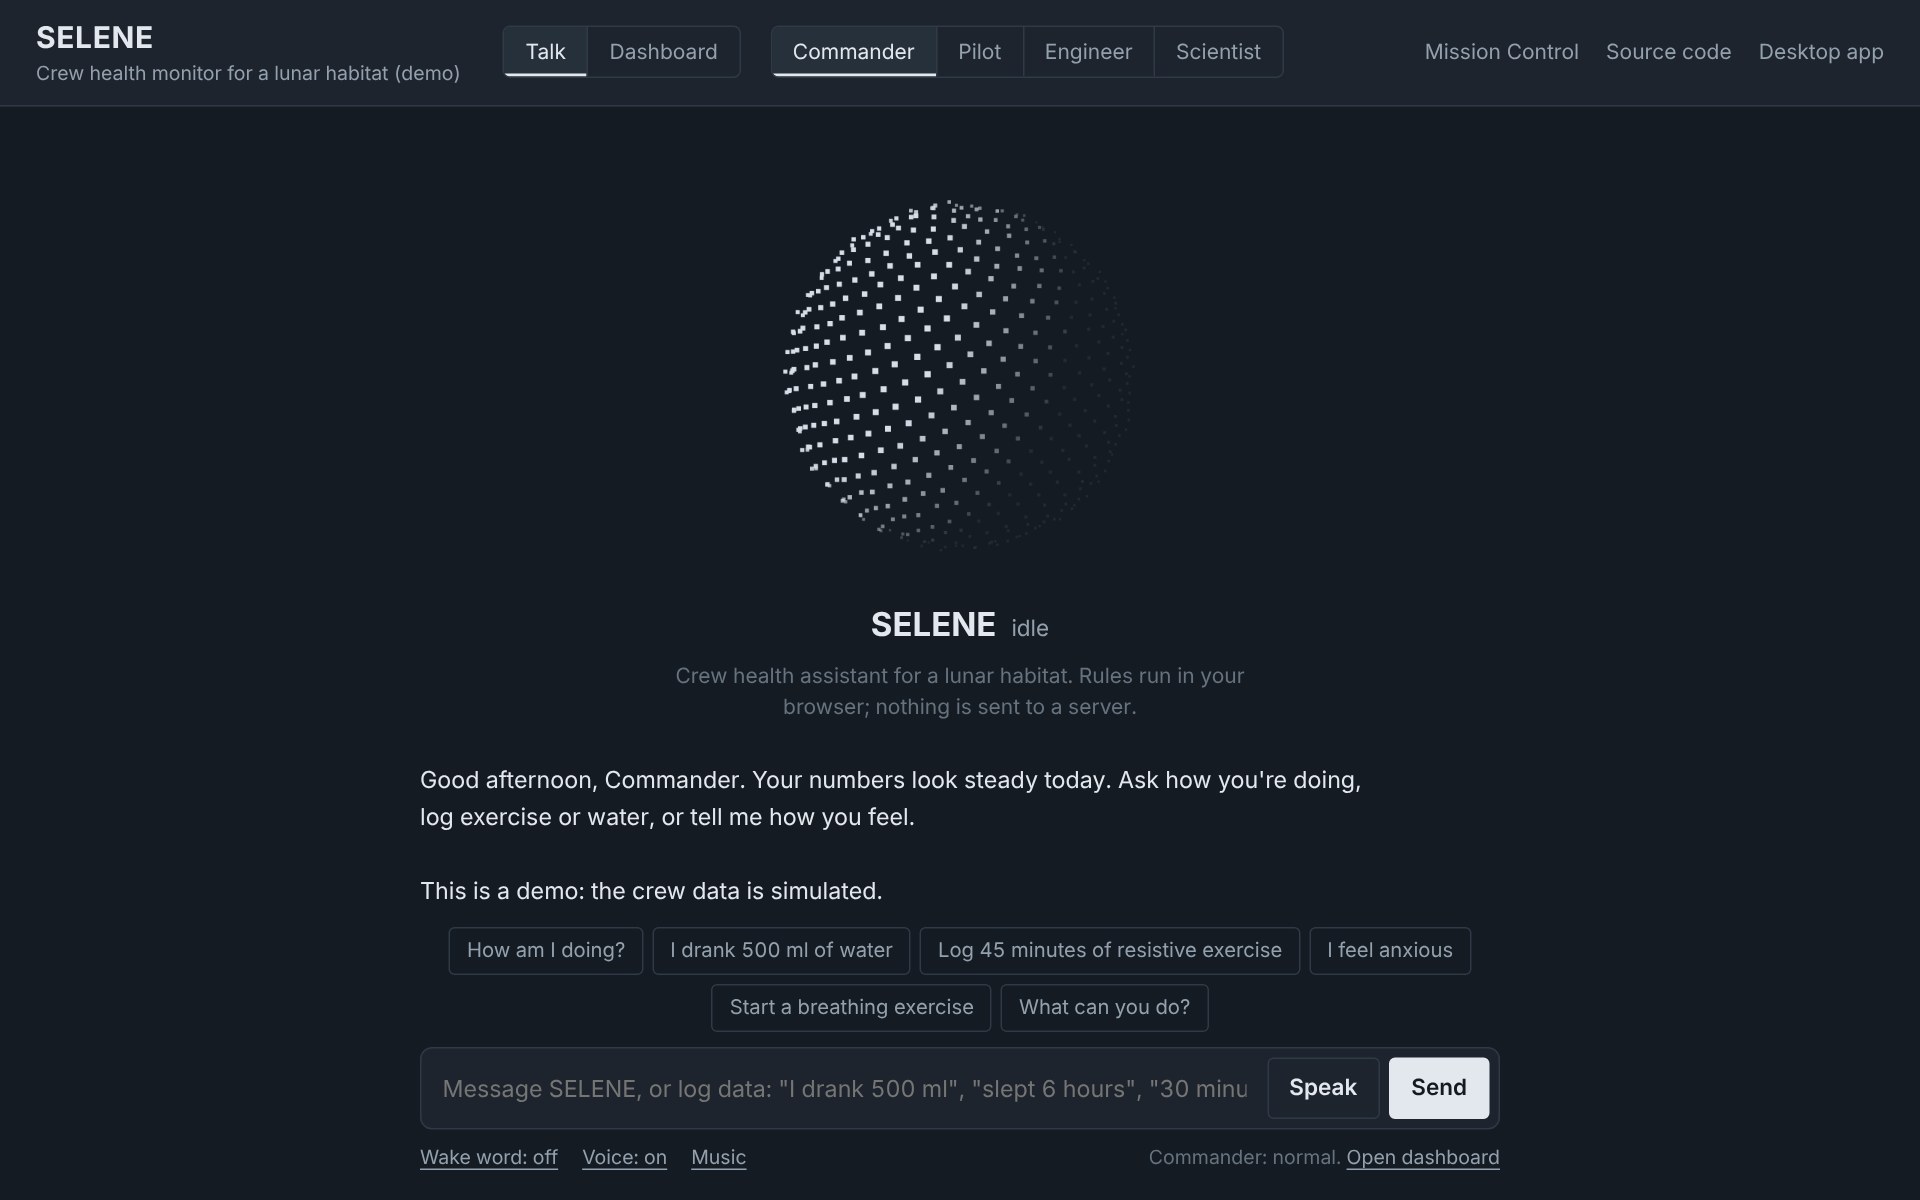 SELENE
Crew health monitor for a lunar habitat (demo)
Talk
Dashboard
Commander
Pilot
Engineer
Scientist
Mission Control
Source code
Desktop app
SELENE idle
Crew health assistant for a lunar habitat. Rules run in your
browser; nothing is sent to a server.
Good afternoon, Commander. Your numbers look steady today. Ask how you're doing,
log exercise or water, or tell me how you feel.
This is a demo: the crew data is simulated.
How am I doing?
I drank 500 ml of water
Log 45 minutes of resistive exercise
I feel anxious
Start a breathing exercise
What can you do?
Message SELENE, or log data: "I drank 500 ml", "slept 6 hours", "30 minu
Speak
Send
Wake word: off
Voice: on
Music
Commander: normal. Open dashboard